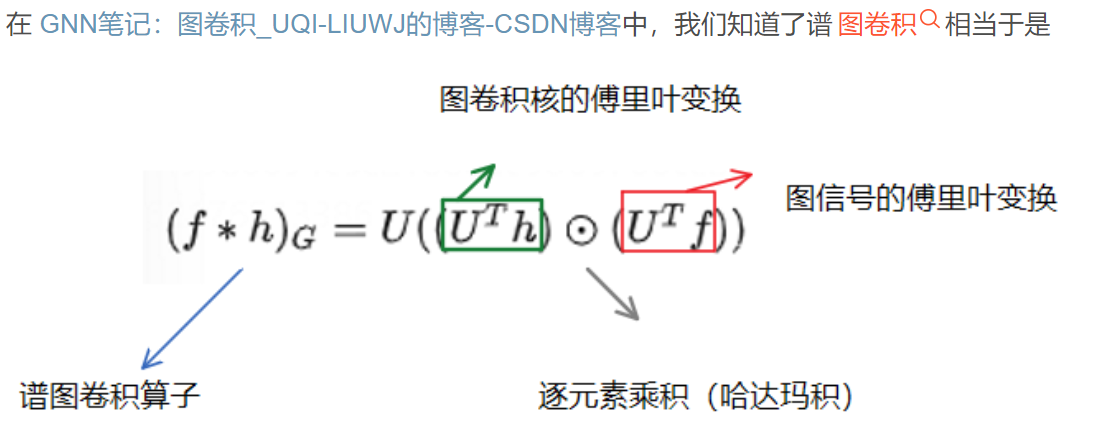 在 GNN笔记：图卷积_UQI-LIUWJ的博客-CSDN博客中，我们知道了谱 图卷积 相当于是
图卷积核的傅里叶变换
图信号的傅里叶变换
(f * h)_G = U((U^T h) ⊙ (U^T f))
谱图卷积算子
逐元素乘积（哈达玛积）